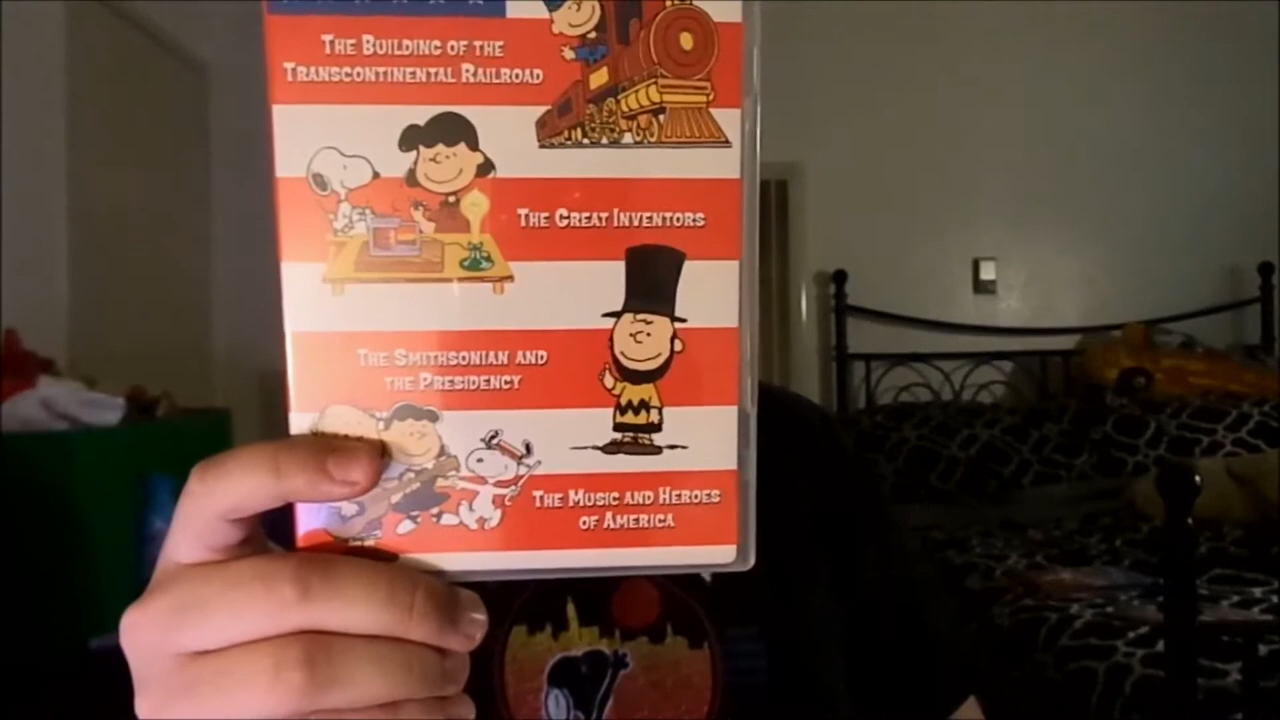 The Building of the
Transcontinental Railroad
The Great Inventors
The Smithsonian and
the Presidency
The Music and Heroes
of America